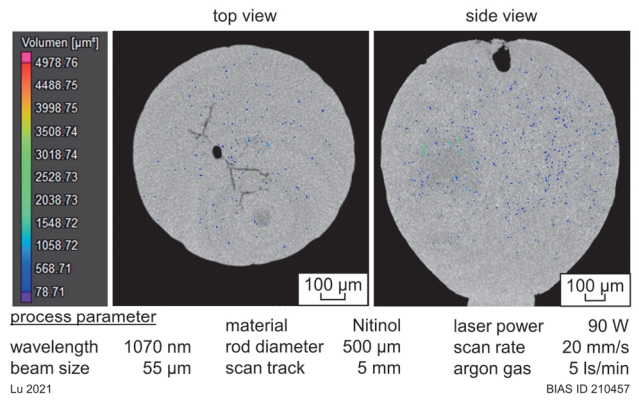 top view
side view
Volumen [µm³]
4978.76
4488.75
3998.75
3508.74
3018.74
2528.73
2038.73
1548.72
1058.72
568.71
78.71
100 µm
100 µm
process parameter
material Nitinol laser power 90 W
wavelength 1070 nm rod diameter 500 µm scan rate 20 mm/s
beam size 55 µm scan track 5 mm argon gas 5 ls/min
Lu 2021 BIAS ID 210457